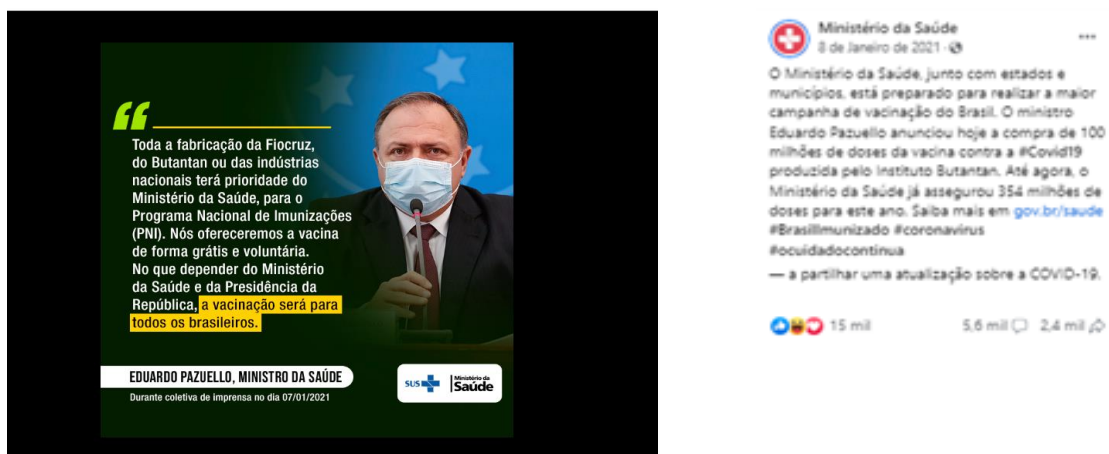 “
Toda a fabricação da Fiocruz,
do Butantan ou das indústrias
nacionais terá prioridade do
Ministério da Saúde, para o
Programa Nacional de Imunizações
(PNI). Nós ofereceremos a vacina
de forma grátis e voluntária.
No que depender do Ministério
da Saúde e da Presidência da
República, a vacinação será para
todos os brasileiros.
EDUARDO PAZUELLO, MINISTRO DA SAÚDE
Durante coletiva de imprensa no dia 07/01/2021
SUS
Ministério da
Saúde
Ministério da Saúde
8 de Janeiro de 2021 ·
O Ministério da Saúde, junto com estados e
municípios, está preparado para realizar a maior
campanha de vacinação do Brasil. O ministro
Eduardo Pazuello anunciou hoje a compra de 100
milhões de doses da vacina contra a #Covid19
produzida pelo Instituto Butantan. Até agora, o
Ministério da Saúde já assegurou 354 milhões de
doses para este ano. Saiba mais em gov.br/saude
#BrasilImunizado #coronavirus
#ocuidadocontinua
— a partilhar uma atualização sobre a COVID-19.
15 mil 5,6 mil 2,4 mil